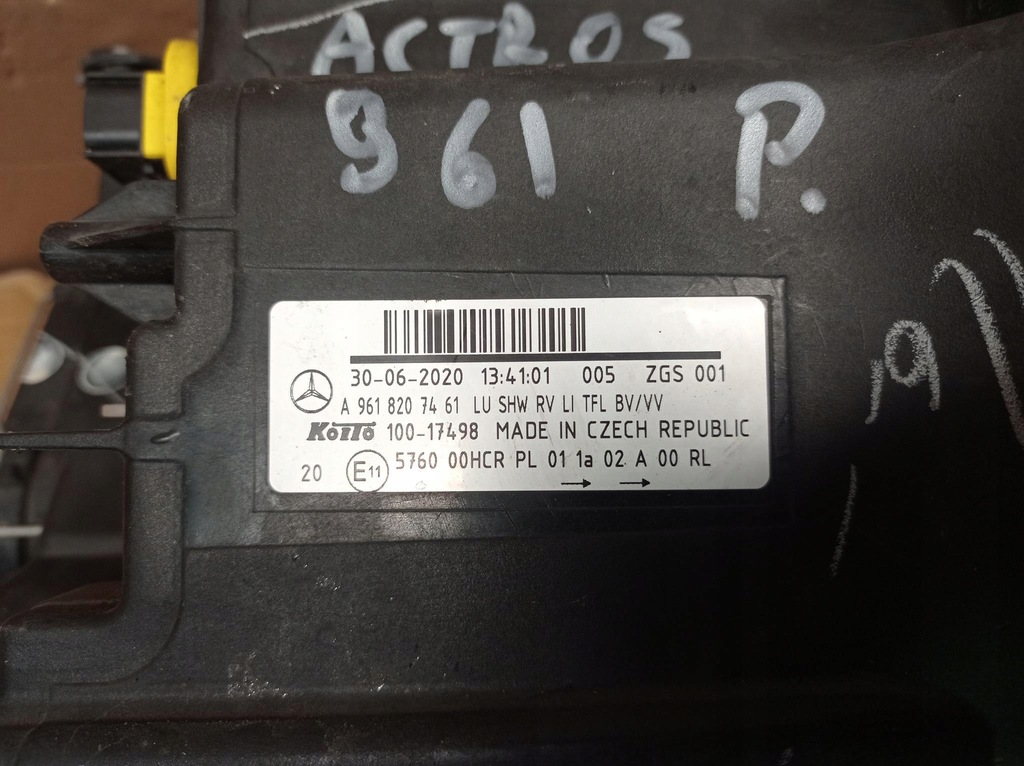 ACTROS
961 P.
30-06-2020 13:41:01 005 ZGS 001
A 961 820 74 61 LU SHW RV LI TFL BV/VV
KOITO 100-17498 MADE IN CZECH REPUBLIC
20 E11 5760 00HCR PL 01 1a 02 A 00 RL